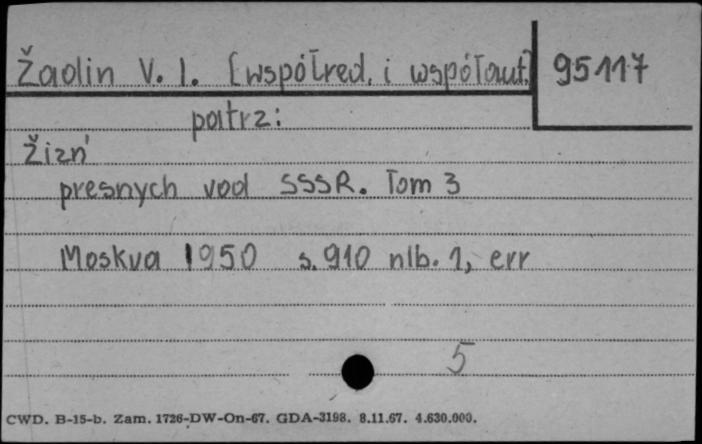 Žadin V. I. [współred. i współaut.] 95117
patrz:
Žizń
presnych vod SSSR. Tom 3
Moskva 1950 s. 910 nlb. 1, err
5
CWD. B-15-b. Zam. 1726-DW-On-67. GDA-3198. 8.11.67. 4.630.000.